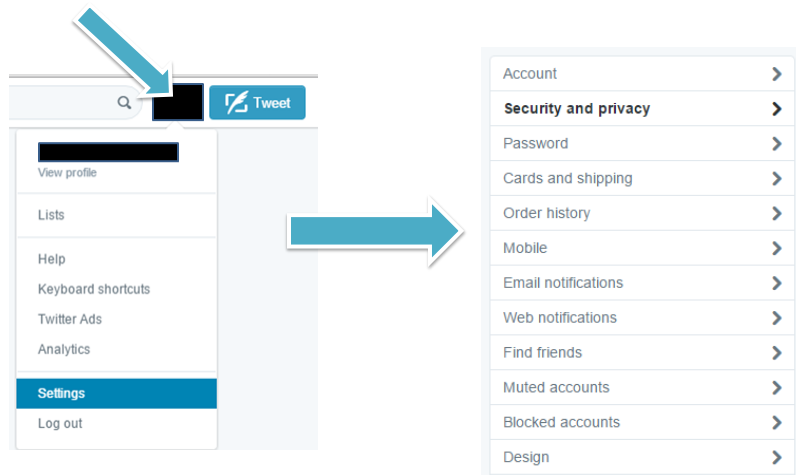 Tweet
View profile
Lists
Help
Keyboard shortcuts
Twitter Ads
Analytics
Settings
Log out
Account
Security and privacy
Password
Cards and shipping
Order history
Mobile
Email notifications
Web notifications
Find friends
Muted accounts
Blocked accounts
Design